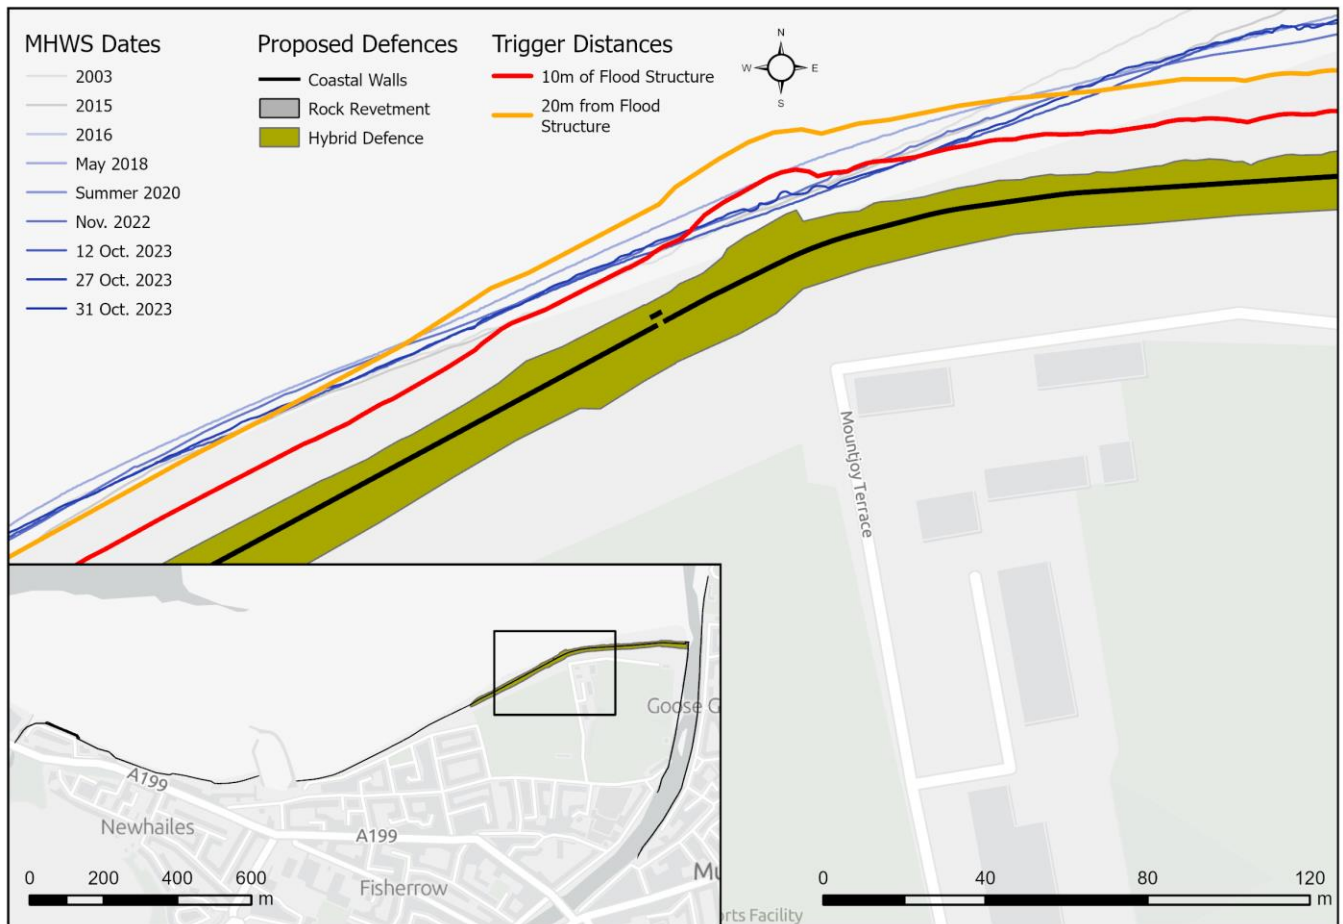 MHWS Dates
2003
2015
2016
May 2018
Summer 2020
Nov. 2022
12 Oct. 2023
27 Oct. 2023
31 Oct. 2023
Proposed Defences
Coastal Walls
Rock Revetment
Hybrid Defence
Trigger Distances
10m of Flood Structure
20m from Flood
Structure
N
W E
S
Mountjoy Terrace
Goose G
A199
Newhailes
A199
Fisherrow
Mu
orts Facility
0 200 400 600
m
0 40 80 120
m